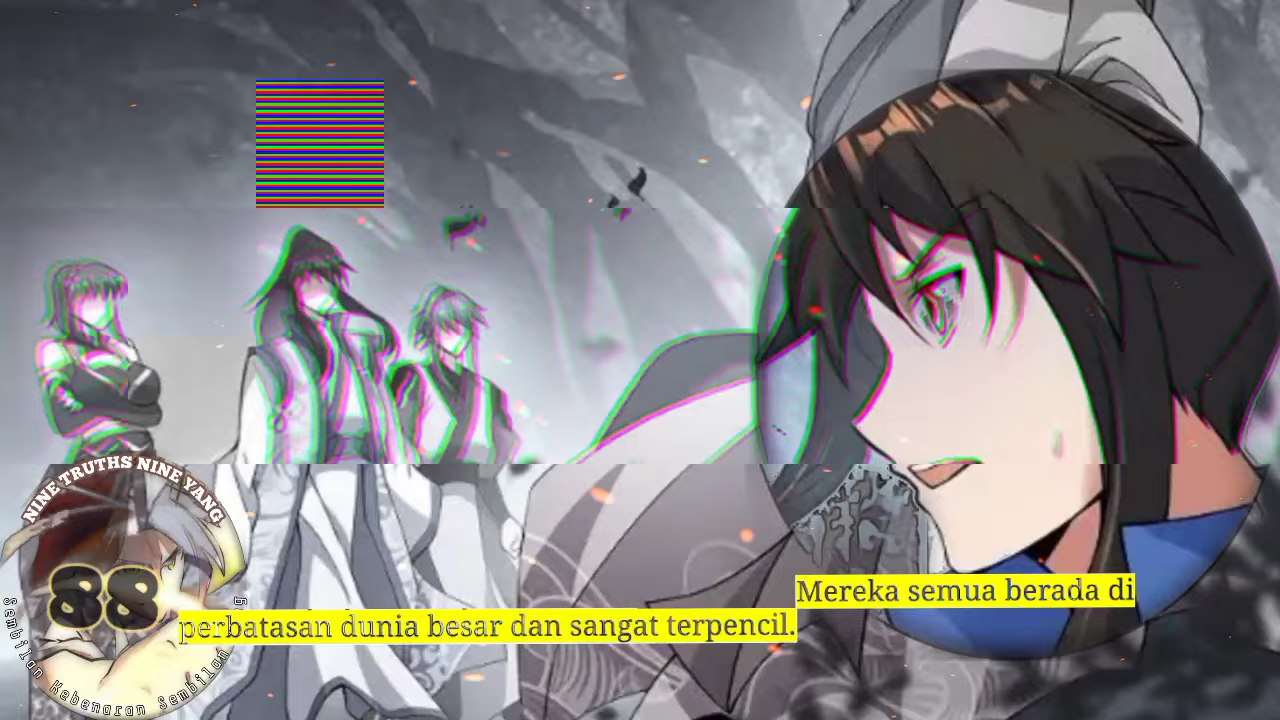 NINE TRUTHS NINE YANG
88
Sembilan Kebenaran Sembilan
Mereka semua berada di
perbatasan dunia besar dan sangat terpencil.